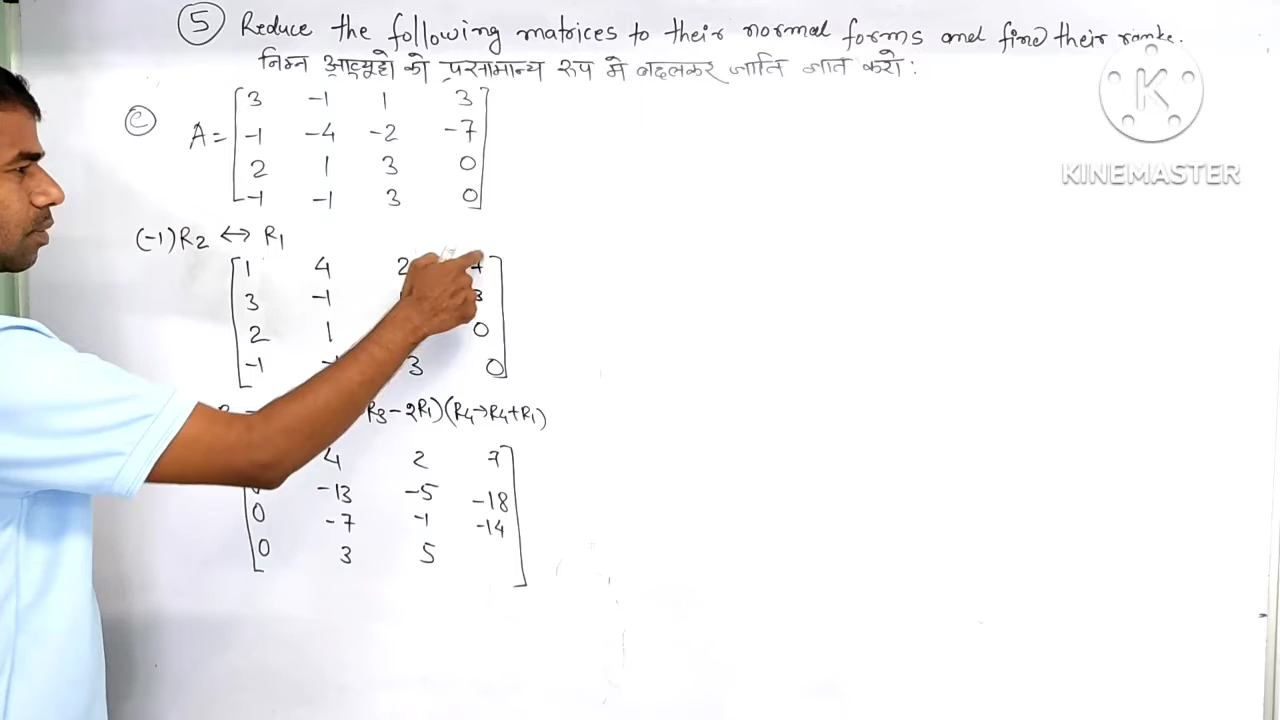 ⑤ Reduce the following matrices to their normal forms and find their ranks.
निम्न आव्यूहो को प्रसामान्य रूप मे बदलकर जाति ज्ञात करो :
K
KINEMASTER
ⓒ A = [3 -1 1 3
-1 -4 -2 -7
2 1 3 0
-1 -1 3 0]
(-1)R2 ↔ R1
[1 4 2
3 -1 3
2 1 0
-1 3 0]
R3-2R1)(R4→R4+R1)
4 2 7
-13 -5 -18
0 -7 -1 -14
0 3 5]